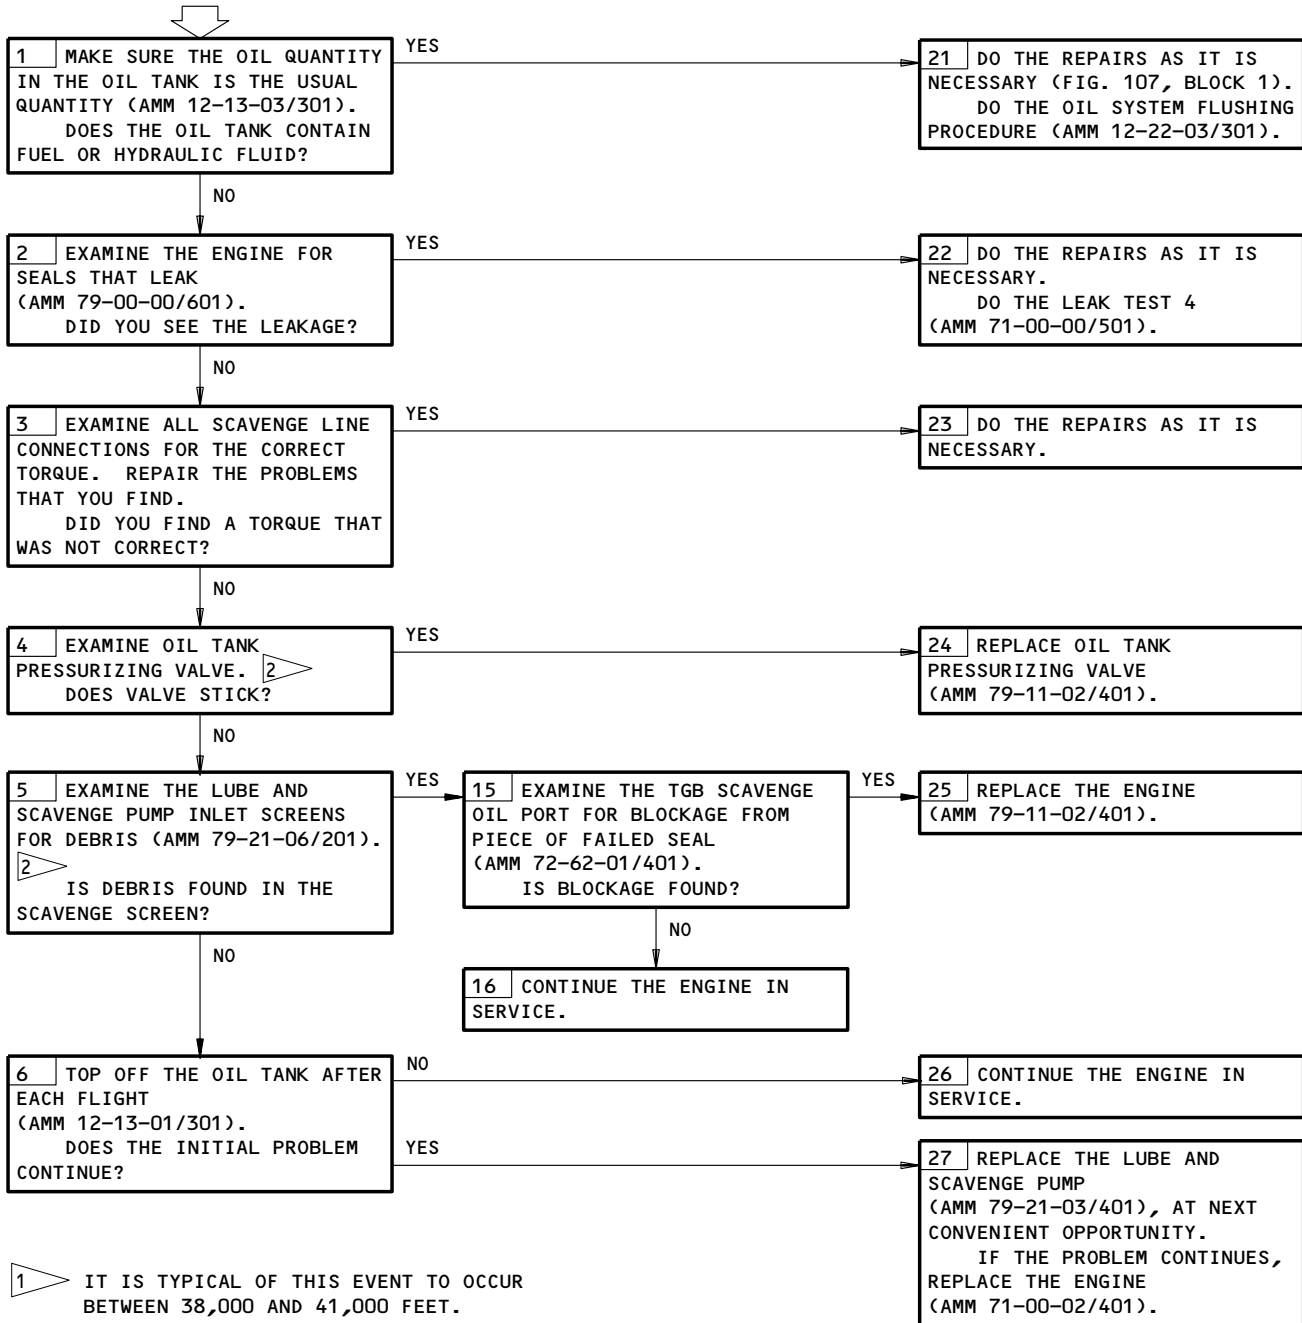 1 MAKE SURE THE OIL QUANTITY
IN THE OIL TANK IS THE USUAL
QUANTITY (AMM 12-13-03/301).
DOES THE OIL TANK CONTAIN
FUEL OR HYDRAULIC FLUID?
YES
21 DO THE REPAIRS AS IT IS
NECESSARY (FIG. 107, BLOCK 1).
DO THE OIL SYSTEM FLUSHING
PROCEDURE (AMM 12-22-03/301).
NO
2 EXAMINE THE ENGINE FOR
SEALS THAT LEAK
(AMM 79-00-00/601).
DID YOU SEE THE LEAKAGE?
YES
22 DO THE REPAIRS AS IT IS
NECESSARY.
DO THE LEAK TEST 4
(AMM 71-00-00/501).
NO
3 EXAMINE ALL SCAVENGE LINE
CONNECTIONS FOR THE CORRECT
TORQUE. REPAIR THE PROBLEMS
THAT YOU FIND.
DID YOU FIND A TORQUE THAT
WAS NOT CORRECT?
YES
23 DO THE REPAIRS AS IT IS
NECESSARY.
NO
4 EXAMINE OIL TANK
PRESSURIZING VALVE. 2
DOES VALVE STICK?
YES
24 REPLACE OIL TANK
PRESSURIZING VALVE
(AMM 79-11-02/401).
NO
5 EXAMINE THE LUBE AND
SCAVENGE PUMP INLET SCREENS
FOR DEBRIS (AMM 79-21-06/201).
2
IS DEBRIS FOUND IN THE
SCAVENGE SCREEN?
YES
15 EXAMINE THE TGB SCAVENGE
OIL PORT FOR BLOCKAGE FROM
PIECE OF FAILED SEAL
(AMM 72-62-01/401).
IS BLOCKAGE FOUND?
YES
25 REPLACE THE ENGINE
(AMM 79-11-02/401).
NO
16 CONTINUE THE ENGINE IN
SERVICE.
NO
6 TOP OFF THE OIL TANK AFTER
EACH FLIGHT
(AMM 12-13-01/301).
DOES THE INITIAL PROBLEM
CONTINUE?
NO
26 CONTINUE THE ENGINE IN
SERVICE.
YES
27 REPLACE THE LUBE AND
SCAVENGE PUMP
(AMM 79-21-03/401), AT NEXT
CONVENIENT OPPORTUNITY.
IF THE PROBLEM CONTINUES,
REPLACE THE ENGINE
(AMM 71-00-02/401).
1 IT IS TYPICAL OF THIS EVENT TO OCCUR
BETWEEN 38,000 AND 41,000 FEET.